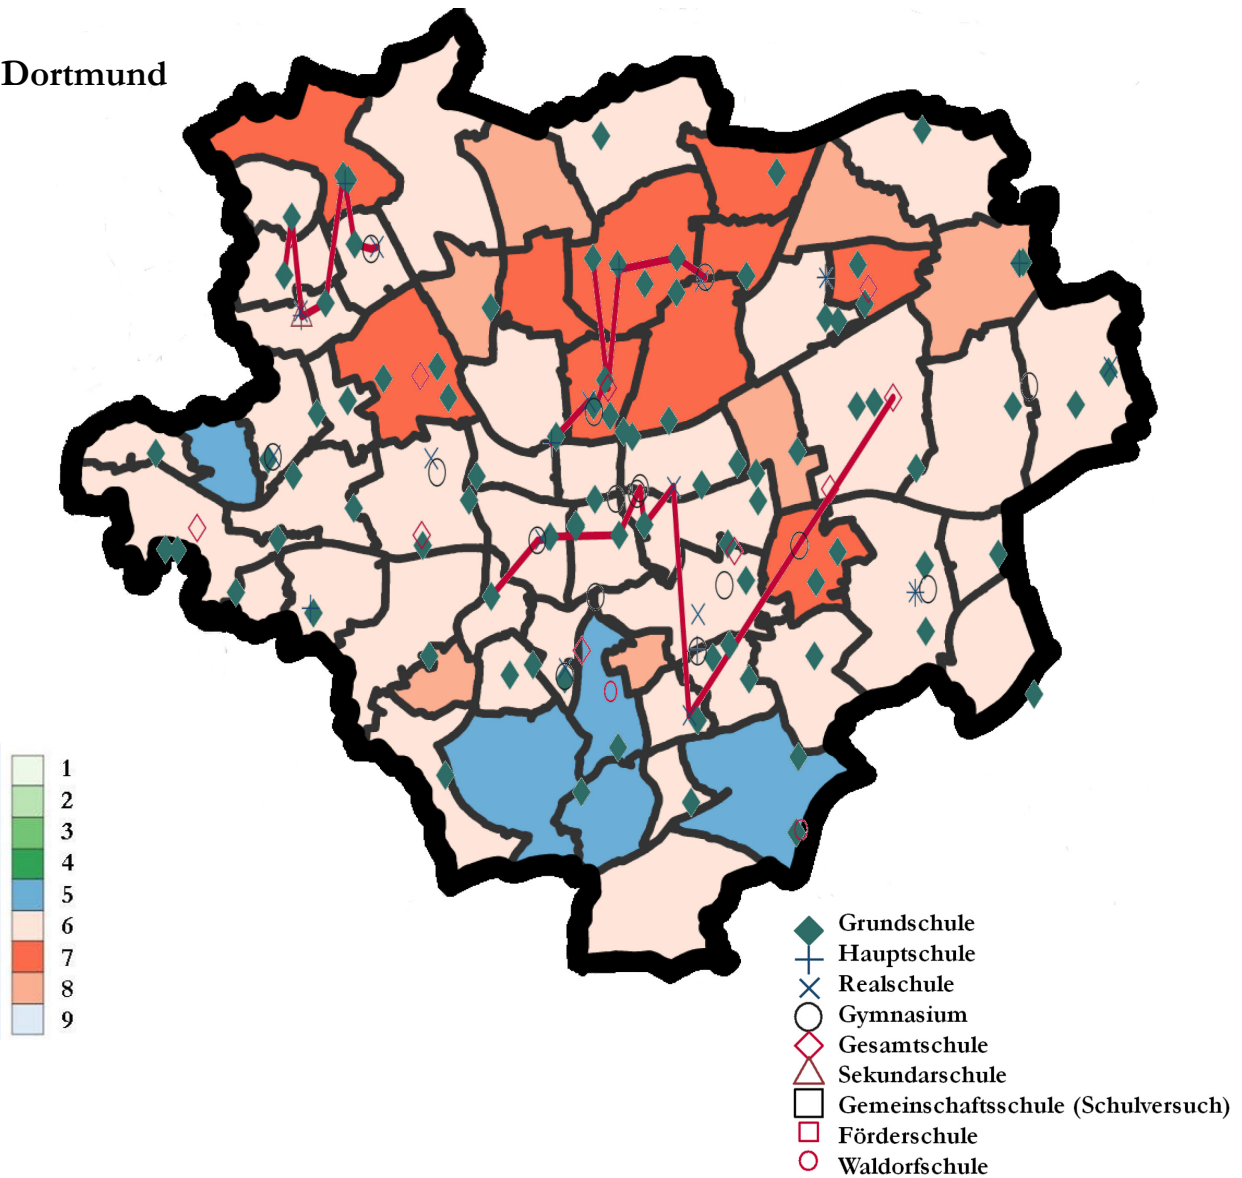 Dortmund
1
2
3
4
5
6
7
8
9
Grundschule
Hauptschule
Realschule
Gymnasium
Gesamtschule
Sekundarschule
Gemeinschaftsschule (Schulversuch)
Förderschule
Waldorfschule